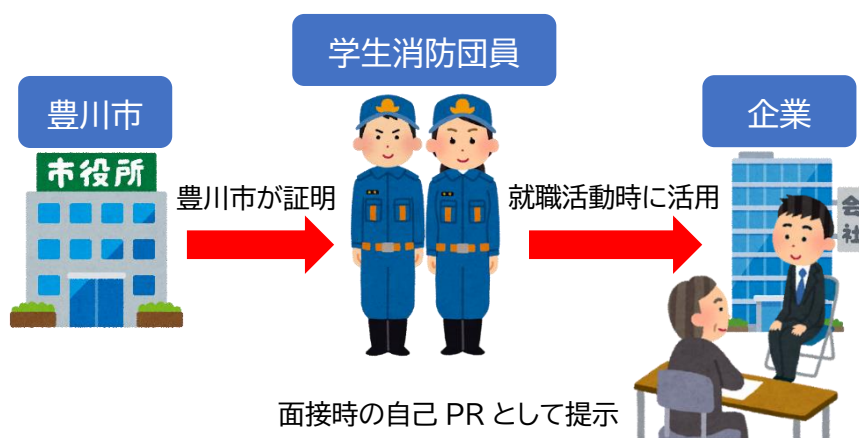 学生消防団員
豊川市
企業
市役所
豊川市が証明
就職活動時に活用
会社
面接時の自己 PR として提示